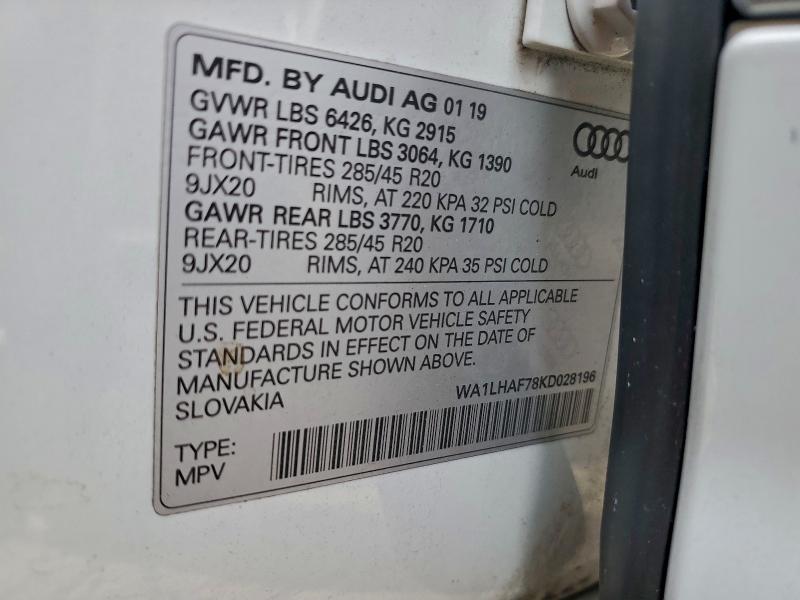 MFD. BY AUDI AG 01 19
GVWR LBS 6426, KG 2915
GAWR FRONT LBS 3064, KG 1390
FRONT-TIRES 285/45 R20
9JX20 RIMS, AT 220 KPA 32 PSI COLD
GAWR REAR LBS 3770, KG 1710
REAR-TIRES 285/45 R20
9JX20 RIMS, AT 240 KPA 35 PSI COLD
Audi
THIS VEHICLE CONFORMS TO ALL APPLICABLE
U.S. FEDERAL MOTOR VEHICLE SAFETY
STANDARDS IN EFFECT ON THE DATE OF
MANUFACTURE SHOWN ABOVE.
SLOVAKIA
WA1LHAF78KD028196
TYPE:
MPV